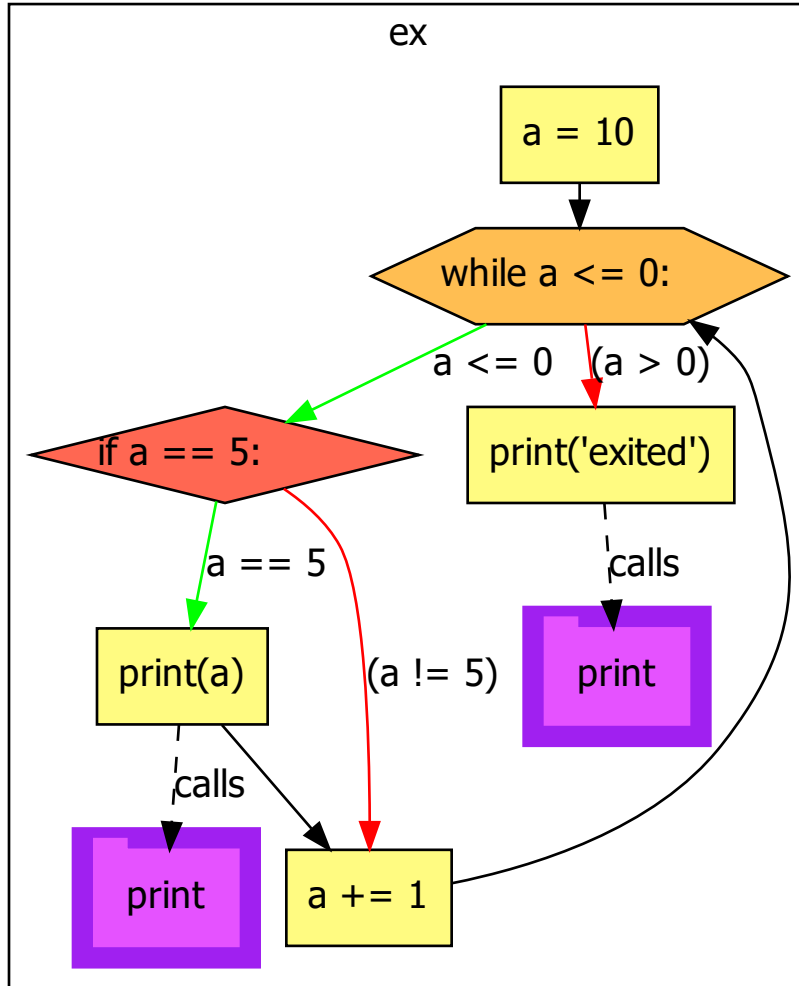 ex
a = 10
while a <= 0:
a <= 0
(a > 0)
if a == 5:
print('exited')
a == 5
calls
print(a)
(a != 5)
print
calls
print
a += 1